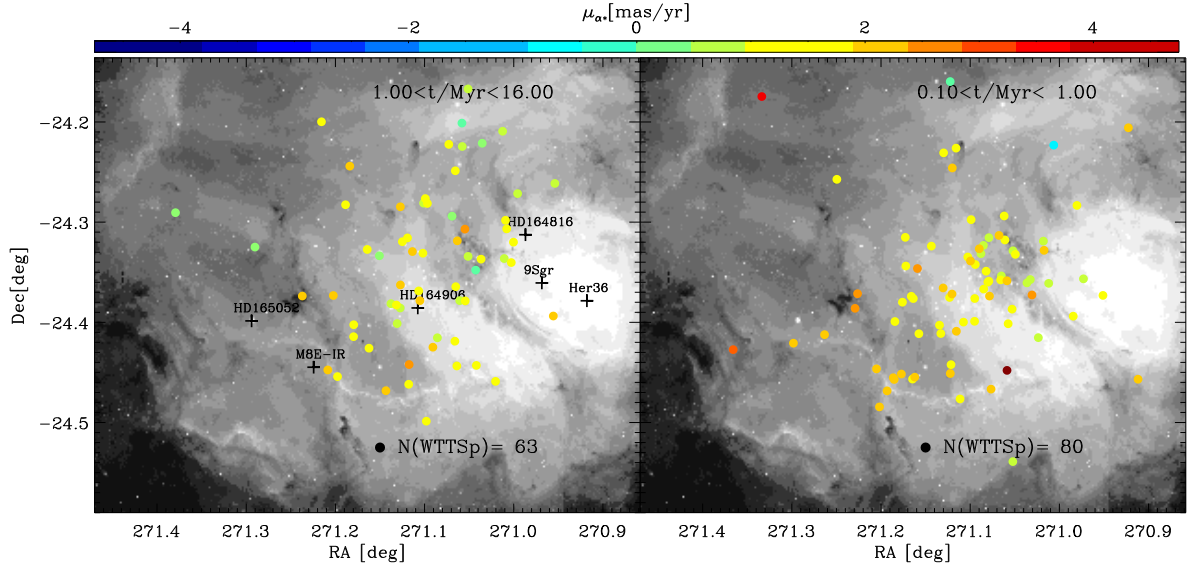 μα*[mas/yr]
−4 −2 0 2 4
1.00<t/Myr<16.00 0.10<t/Myr< 1.00
−24.2
HD164816
−24.3
9Sgr
Her36
HD164906
HD165052
−24.4
M8E−IR
−24.5
N(WTTSp)= 63 N(WTTSp)= 80
Dec[deg]
271.4 271.3 271.2 271.1 271.0 270.9 271.4 271.3 271.2 271.1 271.0 270.9
RA [deg] RA [deg]